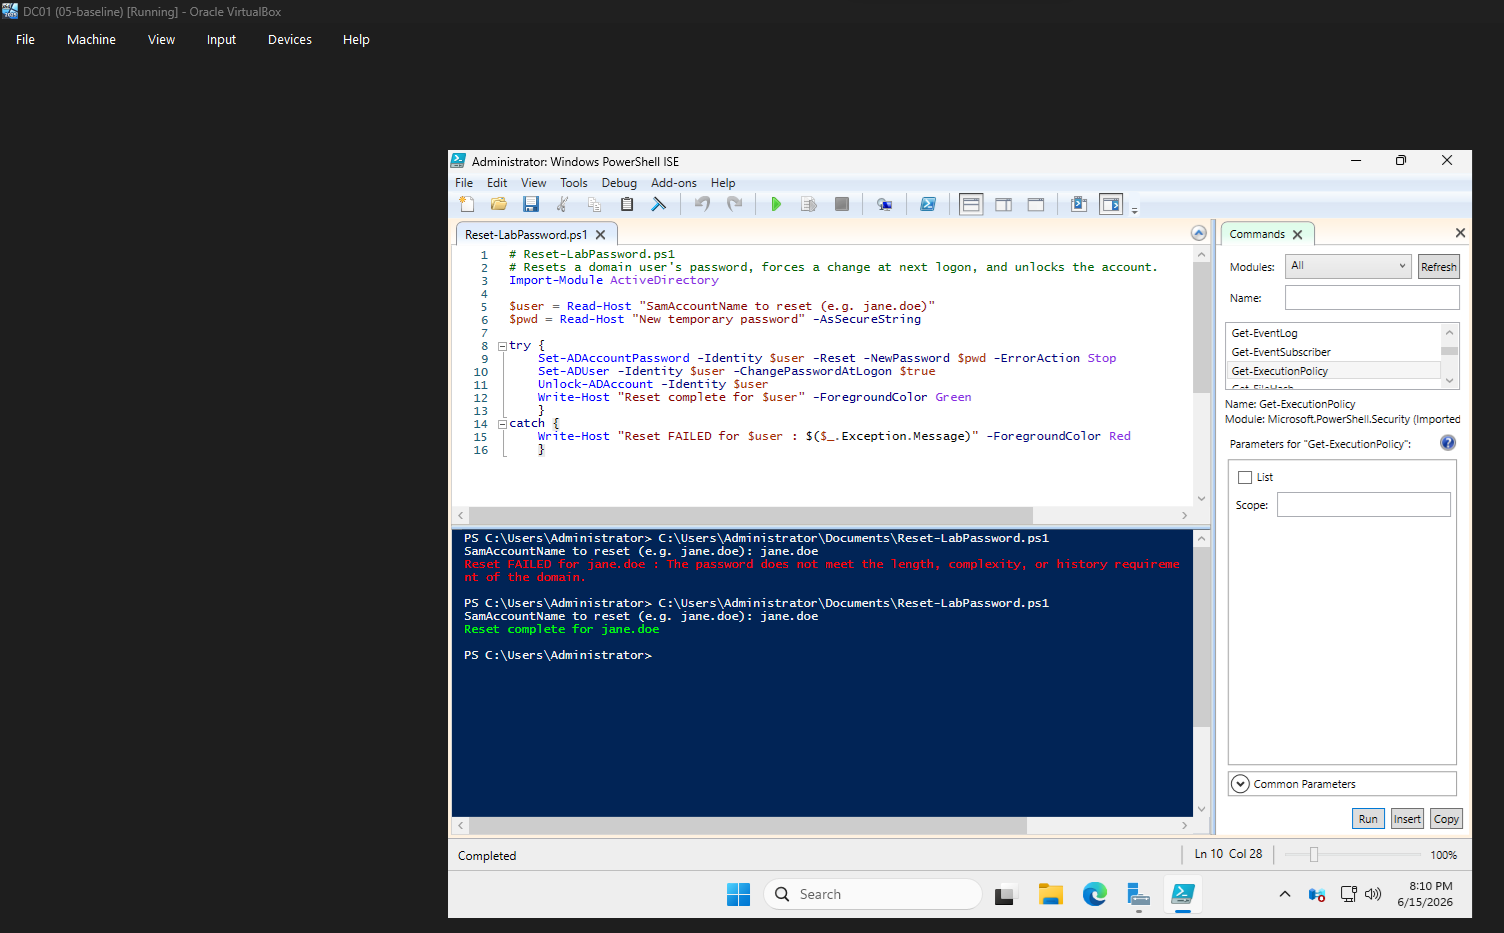 DC01 (05-baseline) [Running] - Oracle VirtualBox
File Machine View Input Devices Help
Administrator: Windows PowerShell ISE
File Edit View Tools Debug Add-ons Help
Reset-LabPassword.ps1
1 # Reset-LabPassword.ps1
2 # Resets a domain user's password, forces a change at next logon, and unlocks the account.
3 Import-Module ActiveDirectory
4
5 $user = Read-Host "SamAccountName to reset (e.g. jane.doe)"
6 $pwd = Read-Host "New temporary password" -AsSecureString
7
8 try {
9 Set-ADAccountPassword -Identity $user -Reset -NewPassword $pwd -ErrorAction Stop
10 Set-ADUser -Identity $user -ChangePasswordAtLogon $true
11 Unlock-ADAccount -Identity $user
12 Write-Host "Reset complete for $user" -ForegroundColor Green
13 }
14 catch {
15 Write-Host "Reset FAILED for $user : $($_.Exception.Message)" -ForegroundColor Red
16 }
PS C:\Users\Administrator> C:\Users\Administrator\Documents\Reset-LabPassword.ps1
SamAccountName to reset (e.g. jane.doe): jane.doe
Reset FAILED for jane.doe : The password does not meet the length, complexity, or history requireme
nt of the domain.
PS C:\Users\Administrator> C:\Users\Administrator\Documents\Reset-LabPassword.ps1
SamAccountName to reset (e.g. jane.doe): jane.doe
Reset complete for jane.doe
PS C:\Users\Administrator>
Commands
Modules: All Refresh
Name:
Get-EventLog
Get-EventSubscriber
Get-ExecutionPolicy
Get-FileHash
Name: Get-ExecutionPolicy
Module: Microsoft.PowerShell.Security (Imported
Parameters for "Get-ExecutionPolicy":
List
Scope:
Common Parameters
Run Insert Copy
Completed
Ln 10 Col 28
100%
Search
8:10 PM
6/15/2026